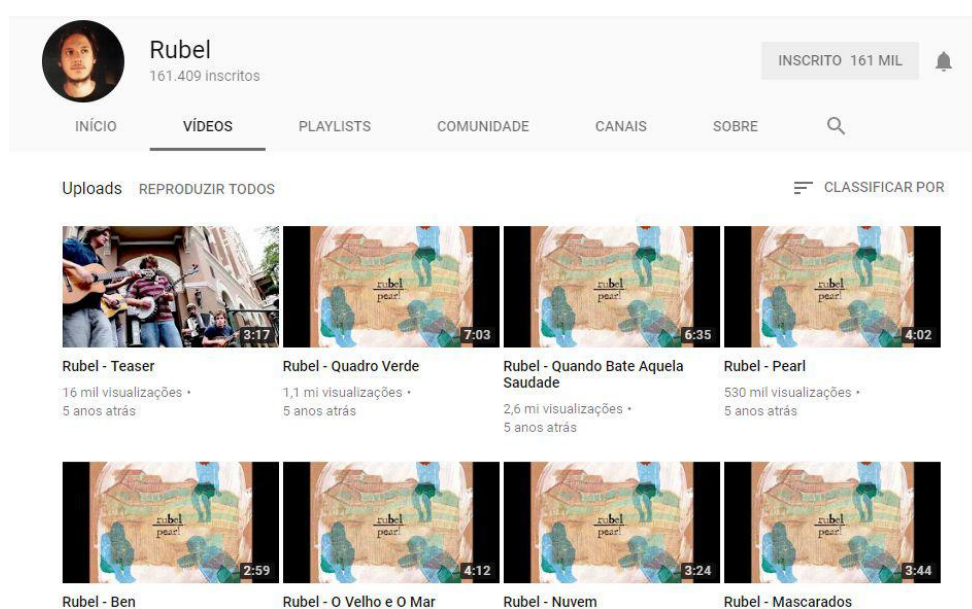 Rubel
161.409 inscritos
INSCRITO 161 MIL
INÍCIO VÍDEOS PLAYLISTS COMUNIDADE CANAIS SOBRE
Uploads REPRODUZIR TODOS CLASSIFICAR POR
rubel
pearl
rubel
pearl
rubel
pearl
3:17 7:03 6:35 4:02
Rubel - Teaser
16 mil visualizações •
5 anos atrás
Rubel - Quadro Verde
1,1 mi visualizações •
5 anos atrás
Rubel - Quando Bate Aquela
Saudade
2,6 mi visualizações •
5 anos atrás
Rubel - Pearl
530 mil visualizações •
5 anos atrás
rubel
pearl
rubel
pearl
rubel
pearl
rubel
pearl
2:59 4:12 3:24 3:44
Rubel - Ben
Rubel - O Velho e O Mar
Rubel - Nuvem
Rubel - Mascarados